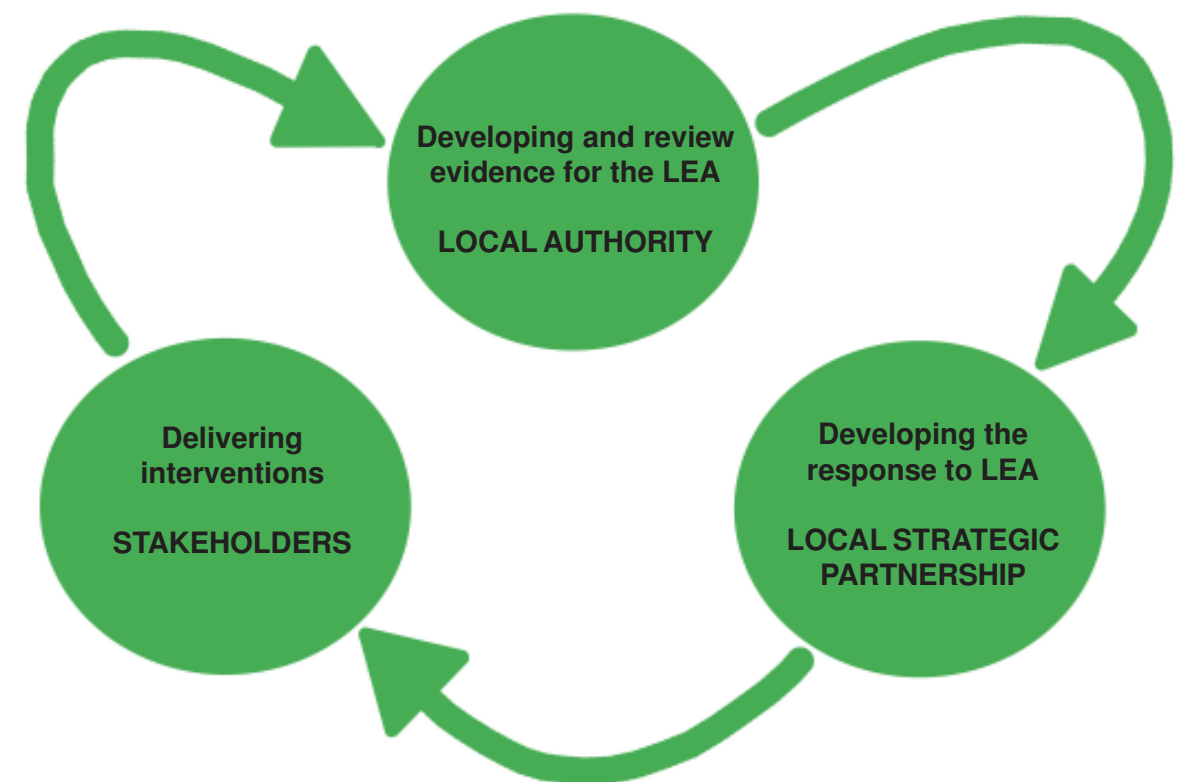 Developing and review
evidence for the LEA
LOCAL AUTHORITY
Developing the
response to LEA
LOCAL STRATEGIC
PARTNERSHIP
Delivering
interventions
STAKEHOLDERS